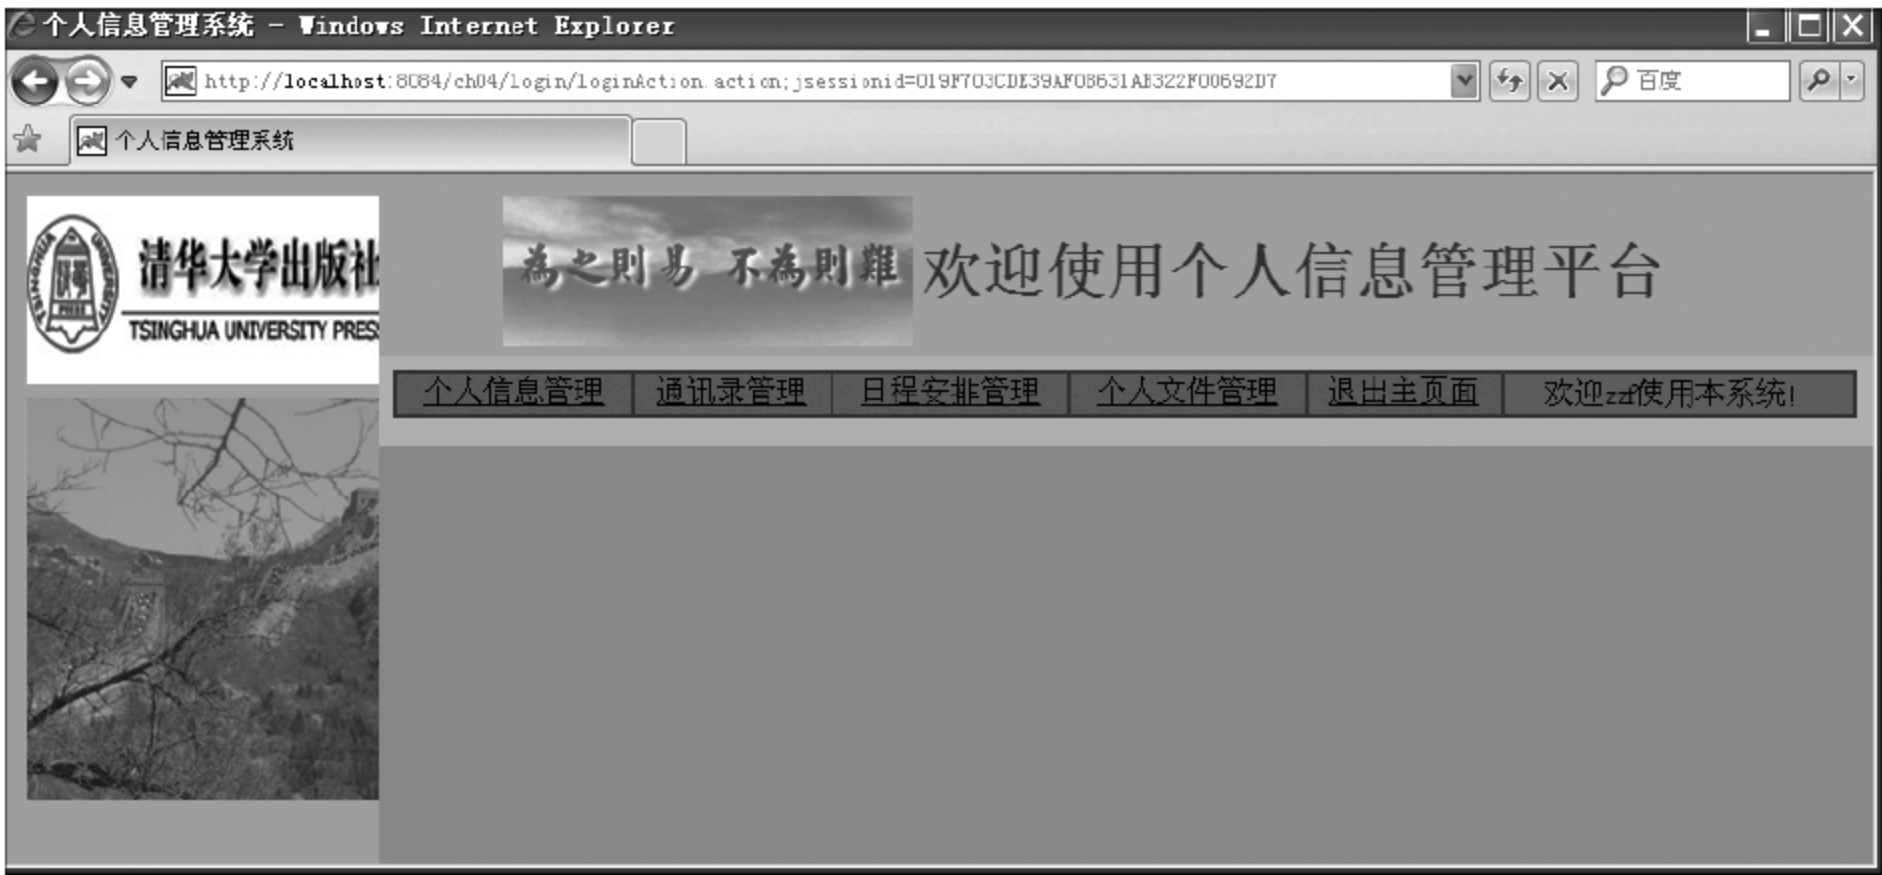 个人信息管理系统 - Windows Internet Explorer
http://localhost:8084/ch04/login/loginAction.action;jsessionid=019F703CDE39AF08631AB322F00692D7
百度
个人信息管理系统
清华大学出版社
TSINGHUA UNIVERSITY PRESS
為之則易 不為則難
欢迎使用个人信息管理平台
个人信息管理 通讯录管理 日程安排管理 个人文件管理 退出主页面 欢迎zzf使用本系统!